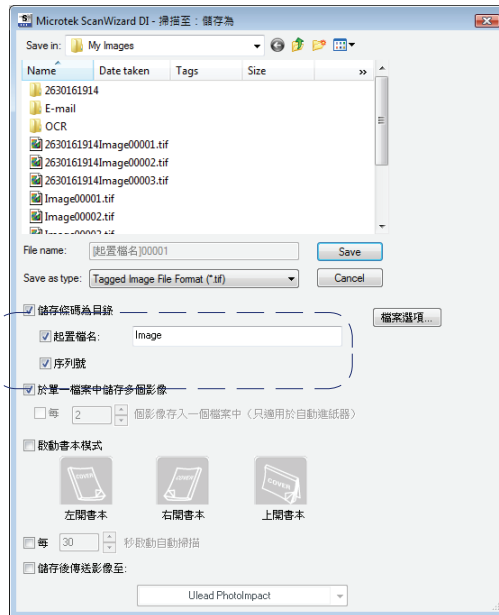 Microtek ScanWizard DI - 掃描至：儲存為
Save in: My Images
Name Date taken Tags Size »
2630161914
E-mail
OCR
2630161914Image00001.tif
2630161914Image00002.tif
2630161914Image00003.tif
Image00001.tif
Image00002.tif
Image00003.tif
File name: [起置檔名]00001 Save
Save as type: Tagged Image File Format (*.tif) Cancel
儲存條碼為目錄 檔案選項...
起置檔名: Image
序列號
於單一檔案中儲存多個影像
每 2 個影像存入一個檔案中（只適用於自動進紙器）
啟動書本模式
COVER COVER COVER
左開書本 右開書本 上開書本
每 30 秒啟動自動掃描
儲存後傳送影像至:
Ulead PhotoImpact